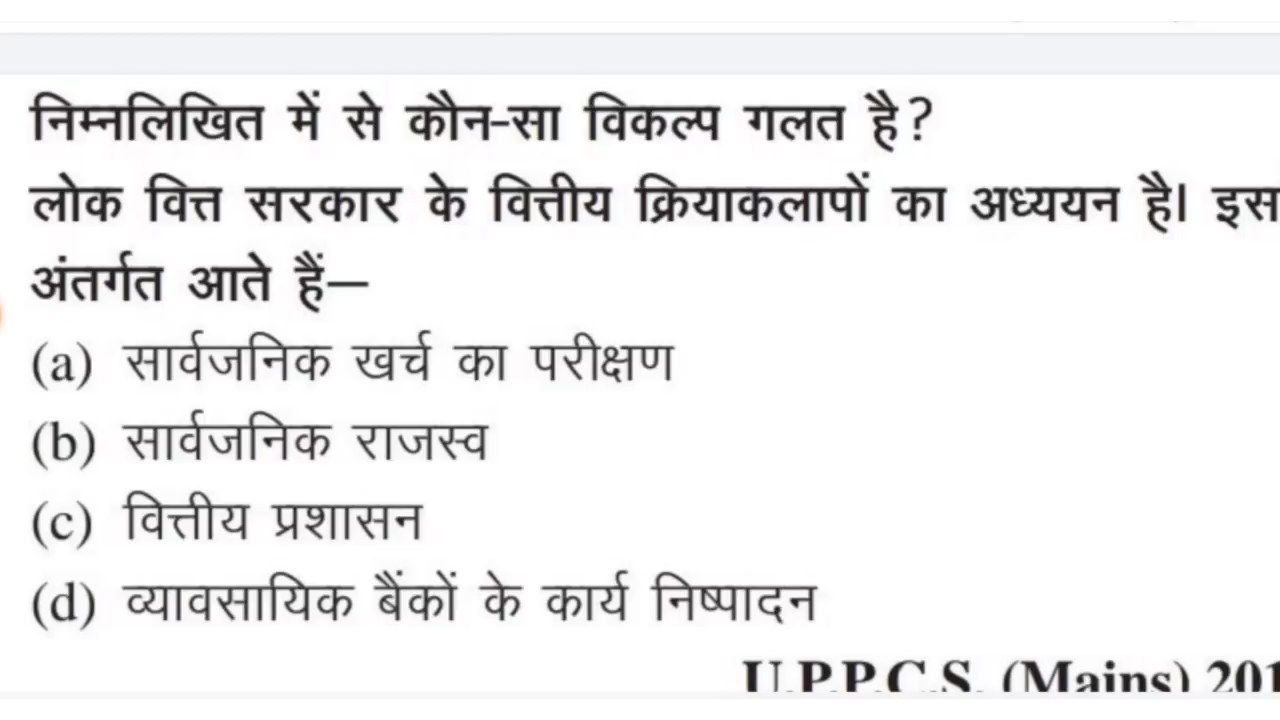 निम्नलिखित में से कौन-सा विकल्प गलत है?
लोक वित्त सरकार के वित्तीय क्रियाकलापों का अध्ययन है। इस
अंतर्गत आते हैं—
(a) सार्वजनिक खर्च का परीक्षण
(b) सार्वजनिक राजस्व
(c) वित्तीय प्रशासन
(d) व्यावसायिक बैंकों के कार्य निष्पादन
U.P.P.C.S. (Mains) 201